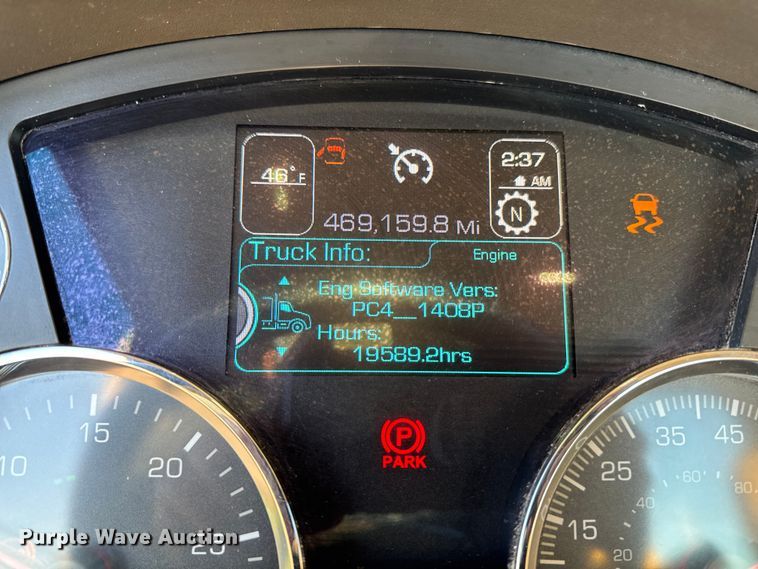 46°F
2:37
AM
N
469,159.8 Mi
Truck Info:
Engine
Eng Software Vers:
PC4__1408P
Hours:
19589.2hrs
P
PARK
10 15 20 25
15 25 35 45
20 40 60 80
Purple Wave Auction